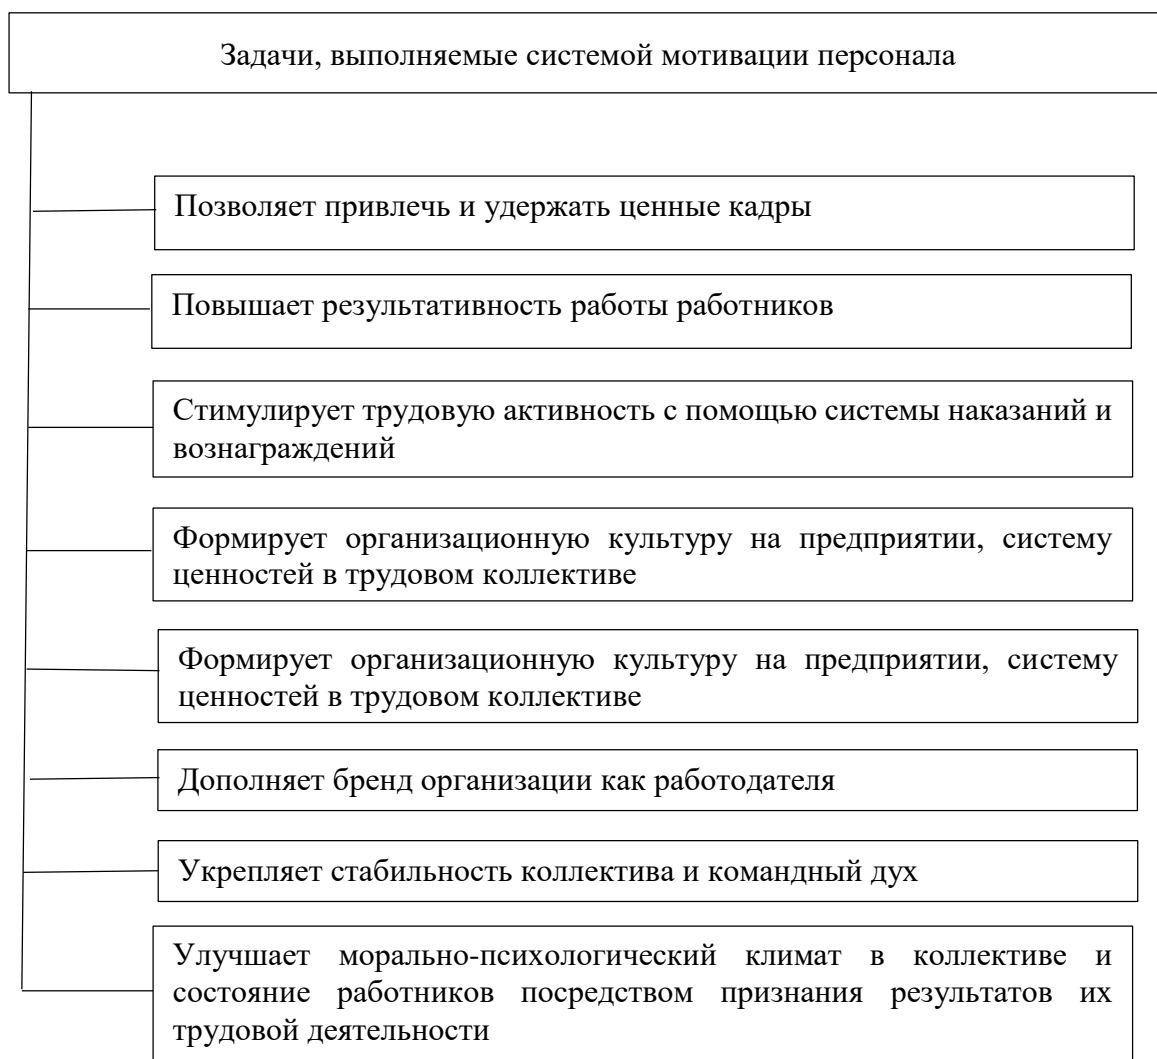 Задачи, выполняемые системой мотивации персонала
Позволяет привлечь и удержать ценные кадры
Повышает результативность работы работников
Стимулирует трудовую активность с помощью системы наказаний и
вознаграждений
Формирует организационную культуру на предприятии, систему
ценностей в трудовом коллективе
Формирует организационную культуру на предприятии, систему
ценностей в трудовом коллективе
Дополняет бренд организации как работодателя
Укрепляет стабильность коллектива и командный дух
Улучшает морально-психологический климат в коллективе и
состояние работников посредством признания результатов их
трудовой деятельности